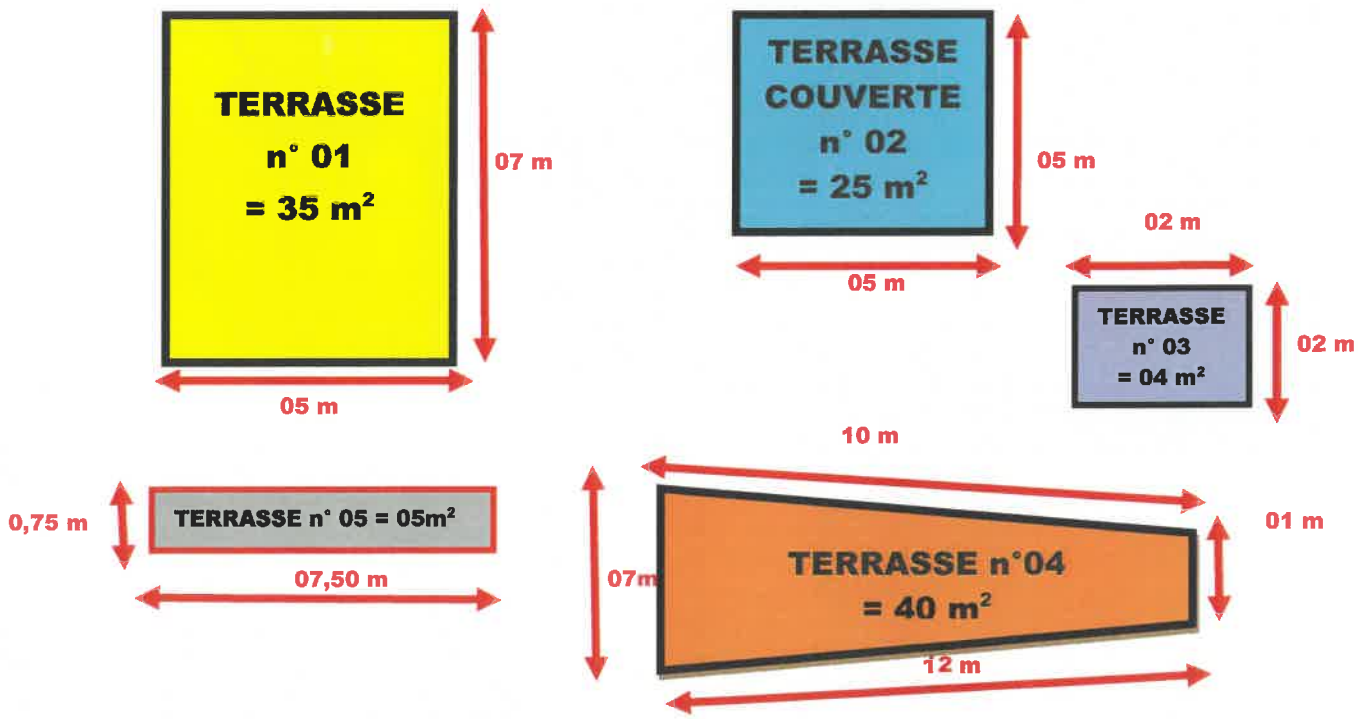 TERRASSE
n° 01
= 35 m²
07 m
05 m
TERRASSE
COUVERTE
n° 02
= 25 m²
05 m
05 m
02 m
TERRASSE
n° 03
= 04 m²
02 m
0,75 m
TERRASSE n° 05 = 05m²
07,50 m
10 m
01 m
07m
TERRASSE n°04
= 40 m²
12 m